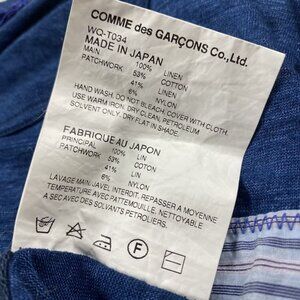 COMME des GARÇONS Co., Ltd.
WQ-T034
MADE IN JAPAN
MAIN 100% LINEN
PATCHWORK 53% LINEN
41% COTTON
6% NYLON
HAND WASH. DO NOT BLEACH. COVER WITH CLOTH.
USE WARM IRON. DRY CLEAN, PETROLEUM
SOLVENT ONLY. DRY FLAT IN SHADE.
FABRIQUE AU JAPON
PRINCIPAL 100% LIN
PATCHWORK 53% LIN
41% COTON
6% NYLON
LAVAGE MAIN. JAVEL INTERDIT. REPASSER A MOYENNE
TEMPERATURE AVEC PATTEMOUILLE, NETTOYABLE
A SEC AVEC DES SOLVANTS PETROLIERS.
F